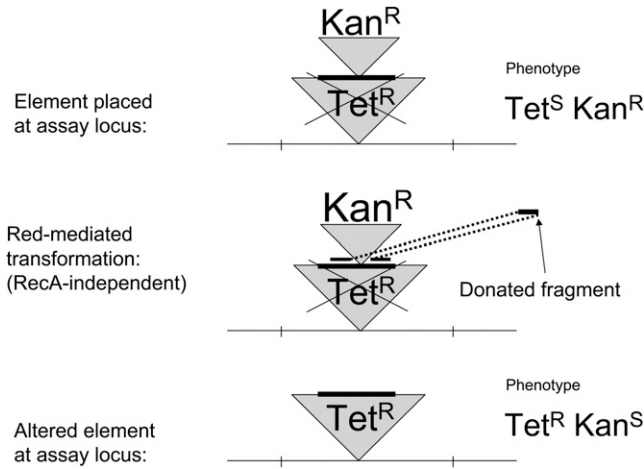 Kan^R
Phenotype
Element placed
at assay locus:
Tet^R
Tet^S Kan^R
Kan^R
Red-mediated
transformation:
(RecA-independent)
Tet^R
Donated fragment
Phenotype
Altered element
at assay locus:
Tet^R
Tet^R Kan^S